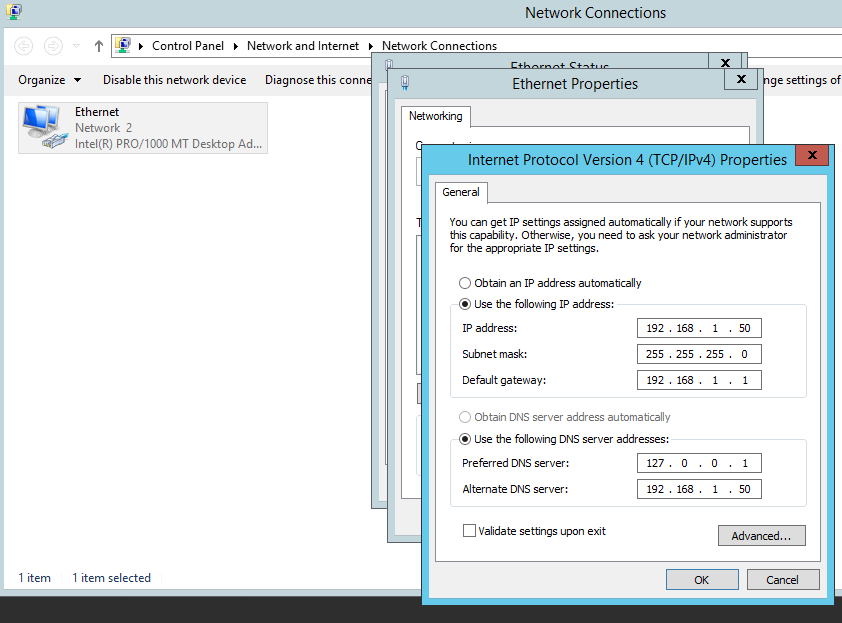 Network Connections
Control Panel
Network and Internet
Network Connections
Organize
Disable this network device
Diagnose this conne
nge settings of
Ethernet
Network 2
Intel(R) PRO/1000 MT Desktop Ad...
Ethernet Status
Ethernet Properties
Networking
Internet Protocol Version 4 (TCP/IPv4) Properties
General
You can get IP settings assigned automatically if your network supports
this capability. Otherwise, you need to ask your network administrator
for the appropriate IP settings.
Obtain an IP address automatically
Use the following IP address:
IP address: 192 . 168 . 1 . 50
Subnet mask: 255 . 255 . 255 . 0
Default gateway: 192 . 168 . 1 . 1
Obtain DNS server address automatically
Use the following DNS server addresses:
Preferred DNS server: 127 . 0 . 0 . 1
Alternate DNS server: 192 . 168 . 1 . 50
Validate settings upon exit
Advanced...
OK
Cancel
1 item
1 item selected